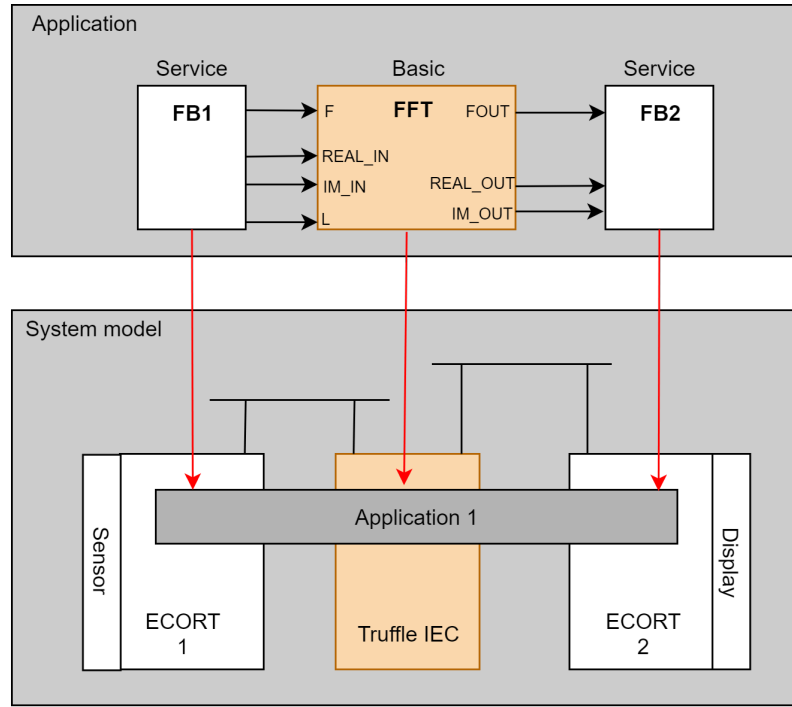 Application
Service
Basic
Service
FB1
F
FFT
FOUT
FB2
REAL_IN
IM_IN
REAL_OUT
L
IM_OUT
System model
Sensor
Application 1
Display
ECORT
1
Truffle IEC
ECORT
2